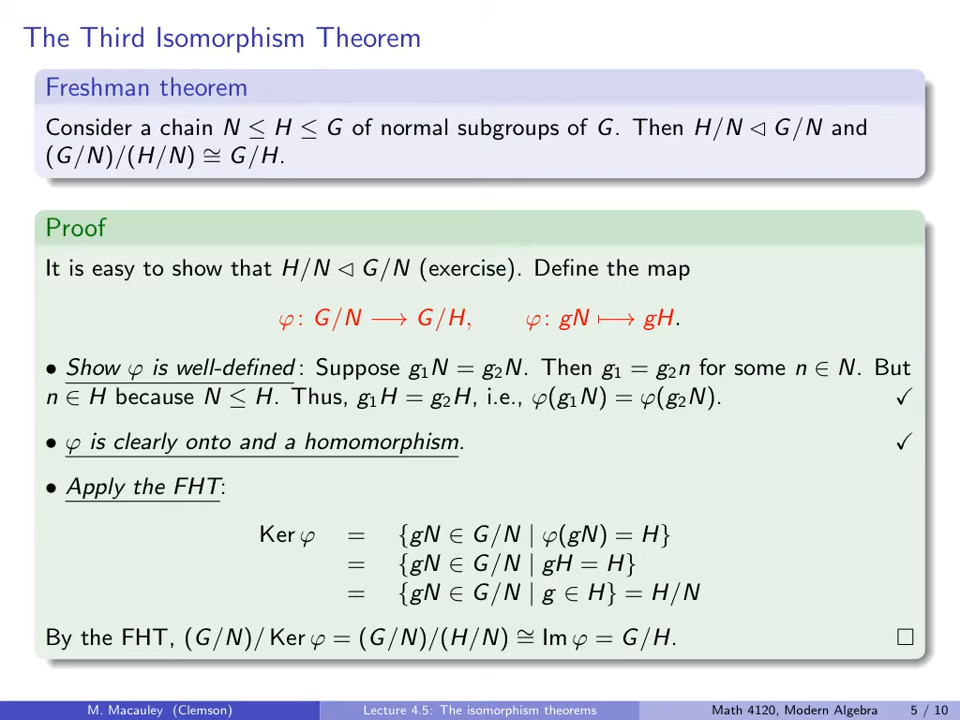 The Third Isomorphism Theorem
Freshman theorem
Consider a chain N ≤ H ≤ G of normal subgroups of G. Then H/N ◁ G/N and
(G/N)/(H/N) ≅ G/H.
Proof
It is easy to show that H/N ◁ G/N (exercise). Define the map
φ: G/N ⟶ G/H, φ: gN ⟼ gH.
• Show φ is well-defined: Suppose g₁N = g₂N. Then g₁ = g₂n for some n ∈ N. But
n ∈ H because N ≤ H. Thus, g₁H = g₂H, i.e., φ(g₁N) = φ(g₂N). ✓
• φ is clearly onto and a homomorphism. ✓
• Apply the FHT:
Ker φ = {gN ∈ G/N | φ(gN) = H}
= {gN ∈ G/N | gH = H}
= {gN ∈ G/N | g ∈ H} = H/N
By the FHT, (G/N)/ Ker φ = (G/N)/(H/N) ≅ Im φ = G/H. □
M. Macauley (Clemson) Lecture 4.5: The isomorphism theorems Math 4120, Modern Algebra 5 / 10